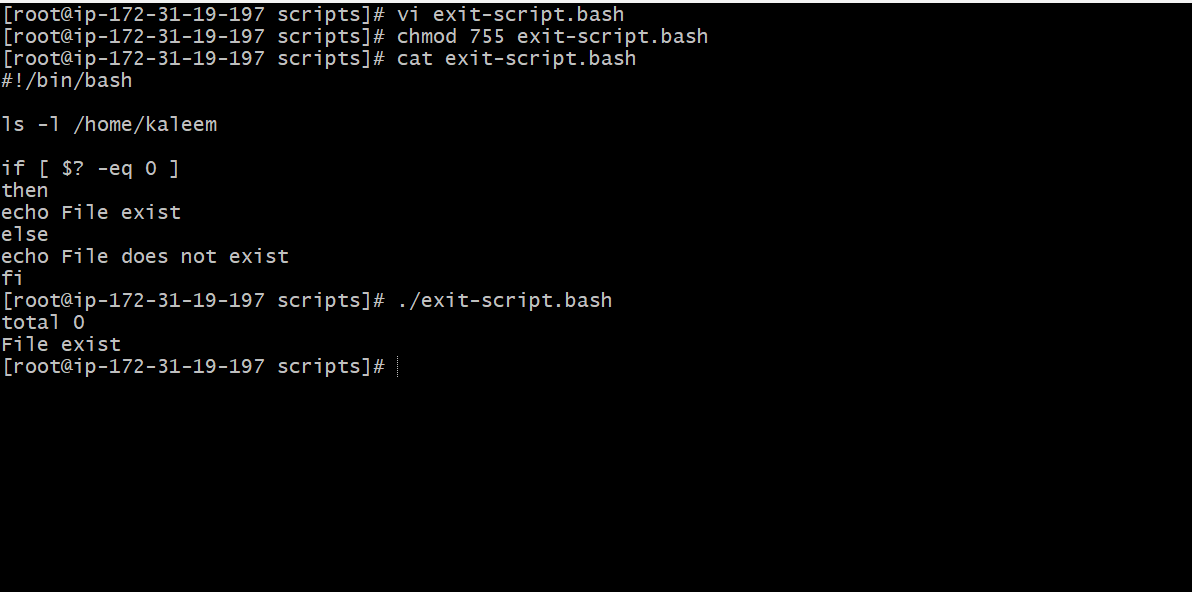 [root@ip-172-31-19-197 scripts]# vi exit-script.bash
[root@ip-172-31-19-197 scripts]# chmod 755 exit-script.bash
[root@ip-172-31-19-197 scripts]# cat exit-script.bash
#!/bin/bash
ls -l /home/kaleem
if [ $? -eq 0 ]
then
echo File exist
else
echo File does not exist
fi
[root@ip-172-31-19-197 scripts]# ./exit-script.bash
total 0
File exist
[root@ip-172-31-19-197 scripts]#